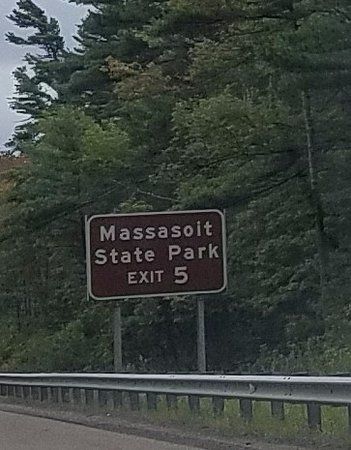 Massasoit
State Park
EXIT 5